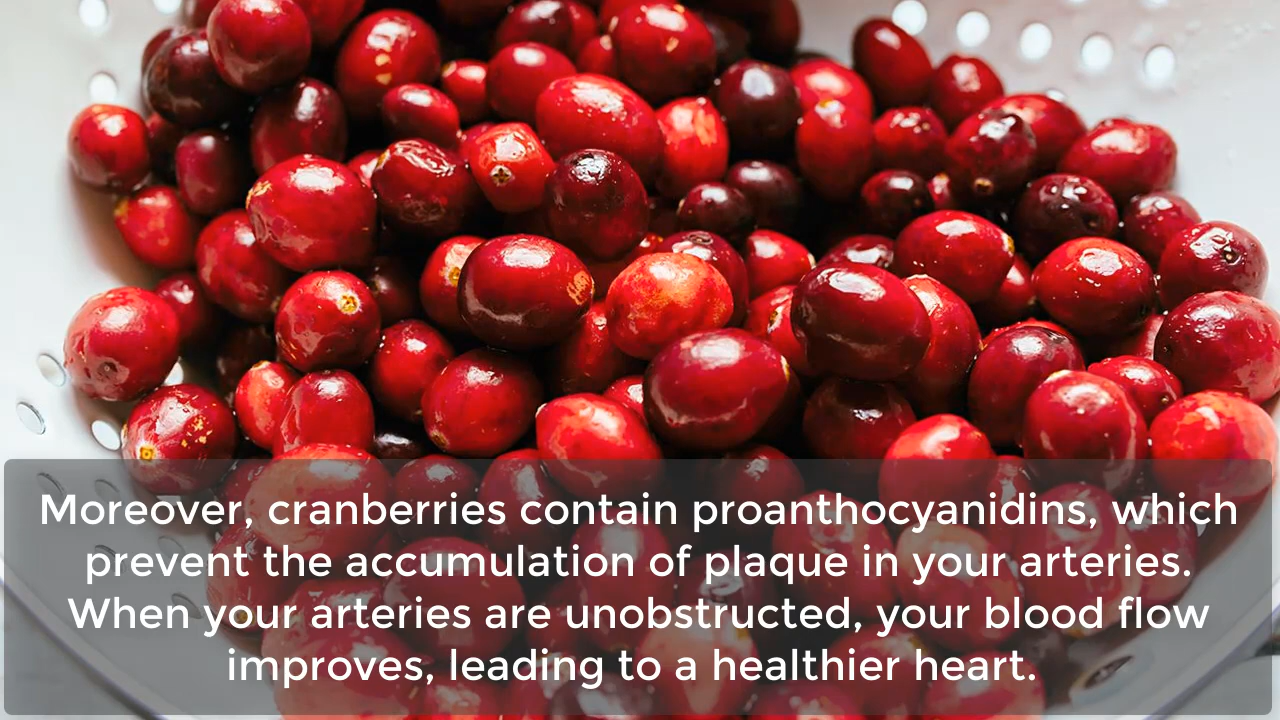 Moreover, cranberries contain proanthocyanidins, which
prevent the accumulation of plaque in your arteries.
When your arteries are unobstructed, your blood flow
improves, leading to a healthier heart.